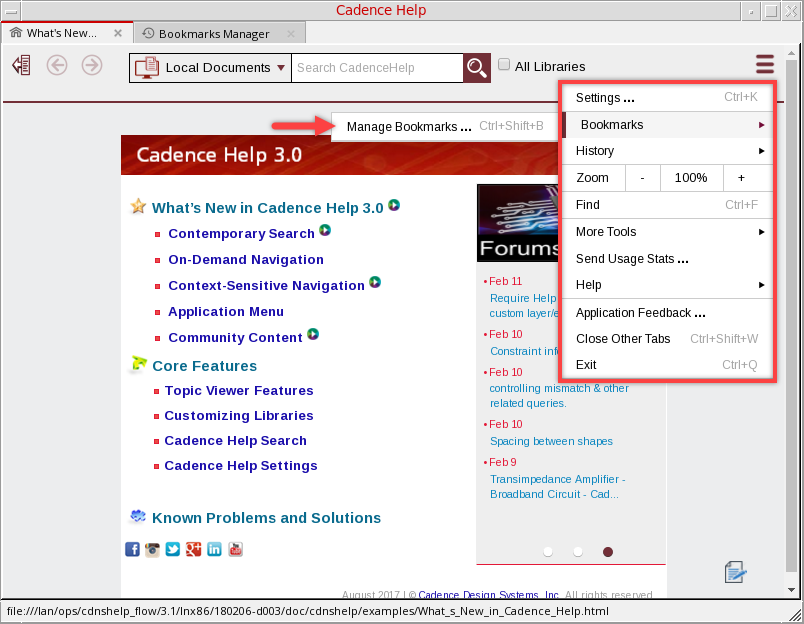 Cadence Help
What's New...
Bookmarks Manager
Local Documents
Search CadenceHelp
All Libraries
Settings ... Ctrl+K
Bookmarks
Manage Bookmarks ... Ctrl+Shift+B
History
Zoom - 100% +
Find Ctrl+F
More Tools
Send Usage Stats ...
Help
Application Feedback ...
Close Other Tabs Ctrl+Shift+W
Exit Ctrl+Q
Cadence Help 3.0
What's New in Cadence Help 3.0
Contemporary Search
On-Demand Navigation
Context-Sensitive Navigation
Application Menu
Community Content
Core Features
Topic Viewer Features
Customizing Libraries
Cadence Help Search
Cadence Help Settings
Known Problems and Solutions
Forums
Feb 11
Require Help
custom layer/
Feb 10
Constraint
Feb 10
controlling mismatch & other
related queries.
Feb 10
Spacing between shapes
Feb 9
Transimpedance Amplifier -
Broadband Circuit - Cad...
August 2017 | © Cadence Design Systems, Inc. All rights reserved
file:///lan/ops/cdnshelp_flow/3.1/lnx86/180206-d003/doc/cdnshelp/examples/What_s_New_in_Cadence_Help.html